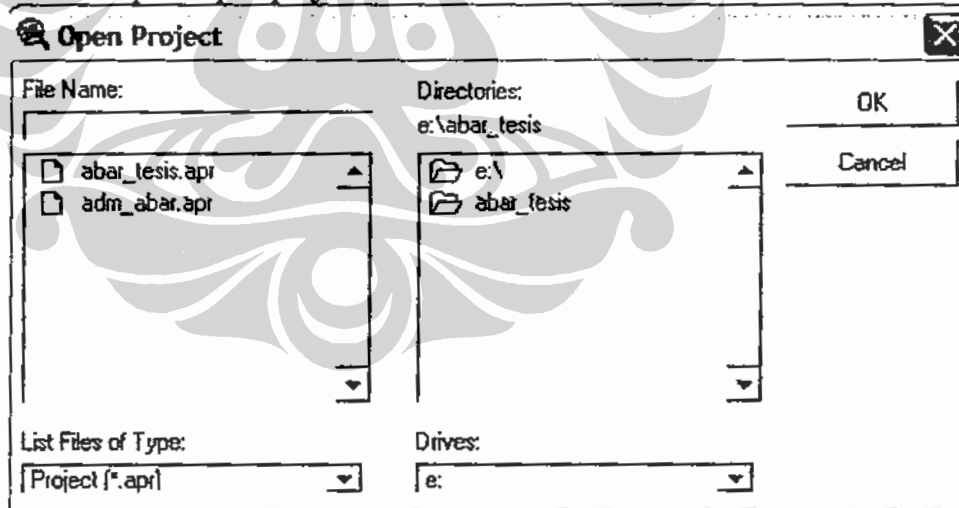 Open Project
File Name:
Directories:
OK
e:\abar_tesis
abar_tesis.apr
e:\
Cancel
adm_abar.apr
abar_tesis
List Files of Type:
Drives:
Project (*.apr)
e: